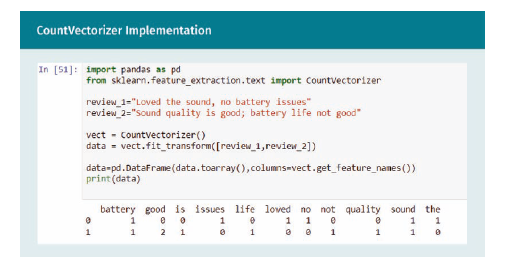 CountVectorizer Implementation
In [51]: import pandas as pd
from sklearn.feature_extraction.text import CountVectorizer
review_1="Loved the sound, no battery issues"
review_2="Sound quality is good; battery life not good"
vect = CountVectorizer()
data = vect.fit_transform([review_1,review_2])
data=pd.DataFrame(data.toarray(),columns=vect.get_feature_names())
print(data)
battery good is issues life loved no not quality sound the
0 1 0 0 1 0 1 1 0 0 1 1
1 1 2 1 0 1 0 0 1 1 1 0